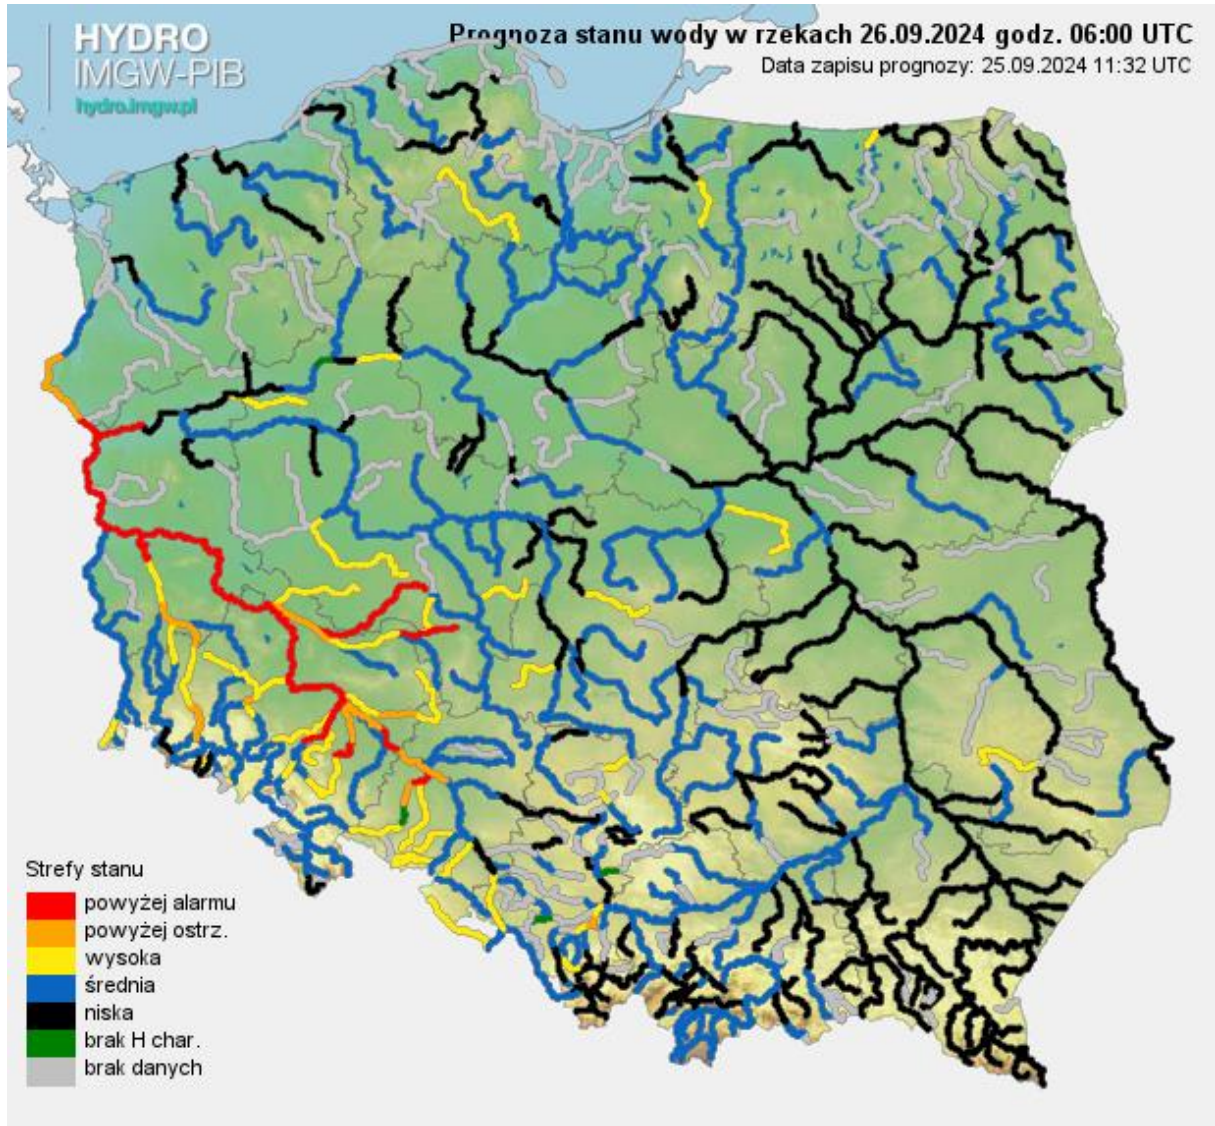 HYDRO
IMGW-PIB
hydro.imgw.pl
Prognoza stanu wody w rzekach 26.09.2024 godz. 06:00 UTC
Data zapisu prognozy: 25.09.2024 11:32 UTC
Strefy stanu
powyżej alarmu
powyżej ostrz.
wysoka
średnia
niska
brak H char.
brak danych